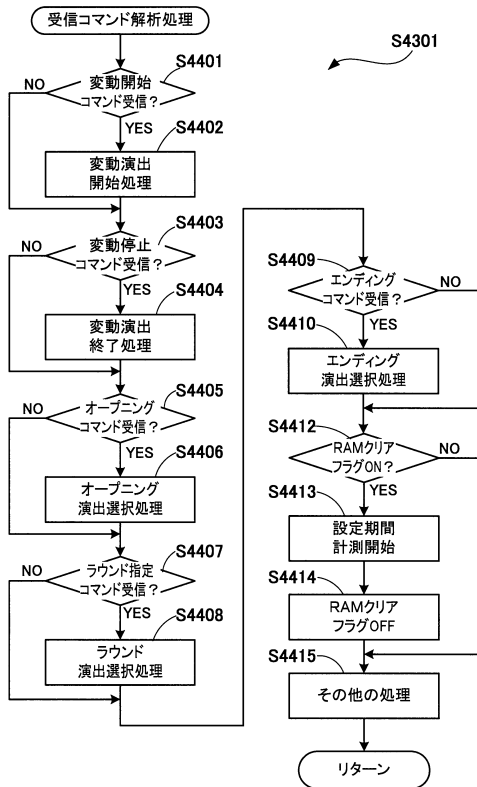 受信コマンド解析処理
S4301
S4401
変動開始
コマンド受信？
NO
YES
S4402
変動演出
開始処理
S4403
変動停止
コマンド受信？
NO
YES
S4404
変動演出
終了処理
S4405
オープニング
コマンド受信？
NO
YES
S4406
オープニング
演出選択処理
S4407
ラウンド指定
コマンド受信？
NO
YES
S4408
ラウンド
演出選択処理
S4409
エンディング
コマンド受信？
NO
YES
S4410
エンディング
演出選択処理
S4412
RAMクリア
フラグON？
NO
YES
S4413
設定期間
計測開始
S4414
RAMクリア
フラグOFF
S4415
その他の処理
リターン